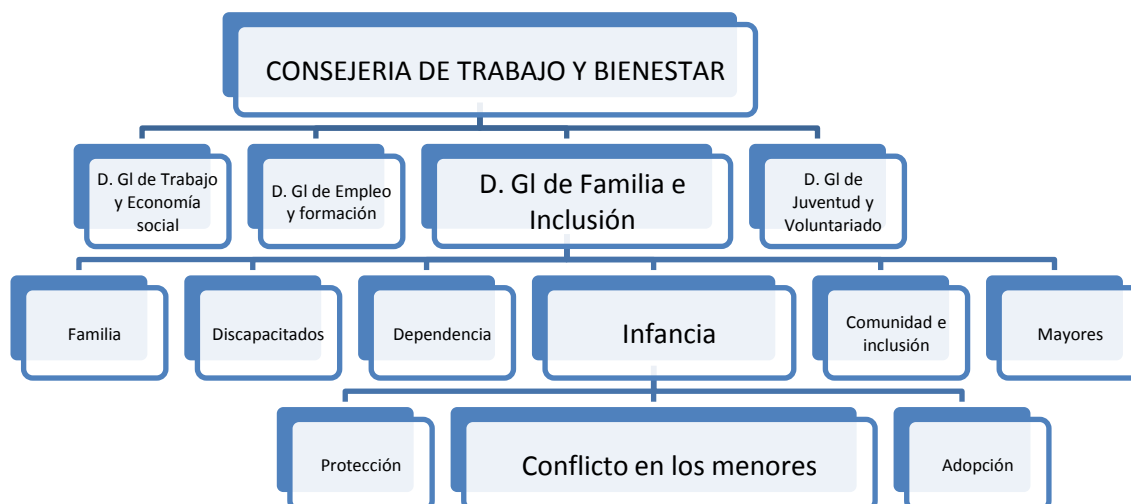 CONSEJERIA DE TRABAJO Y BIENESTAR
D. Gl de Trabajo
y Economía
social
D. Gl de Empleo
y formación
D. Gl de Familia e
Inclusión
D. Gl de
Juventud y
Voluntariado
Familia
Discapacitados
Dependencia
Infancia
Comunidad e
inclusión
Mayores
Protección
Conflicto en los menores
Adopción